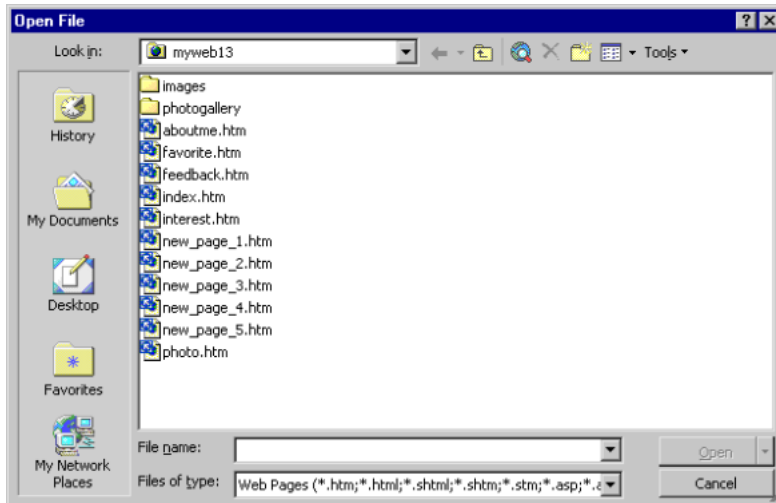 Open File
Look in:
myweb13
Tools
History
My Documents
Desktop
Favorites
My Network
Places
images
photogallery
aboutme.htm
favorite.htm
feedback.htm
index.htm
interest.htm
new_page_1.htm
new_page_2.htm
new_page_3.htm
new_page_4.htm
new_page_5.htm
photo.htm
File name:
Open
Files of type:
Web Pages (*.htm;*.html;*.shtml;*.shtm;*.stm;*.asp;*.
Cancel